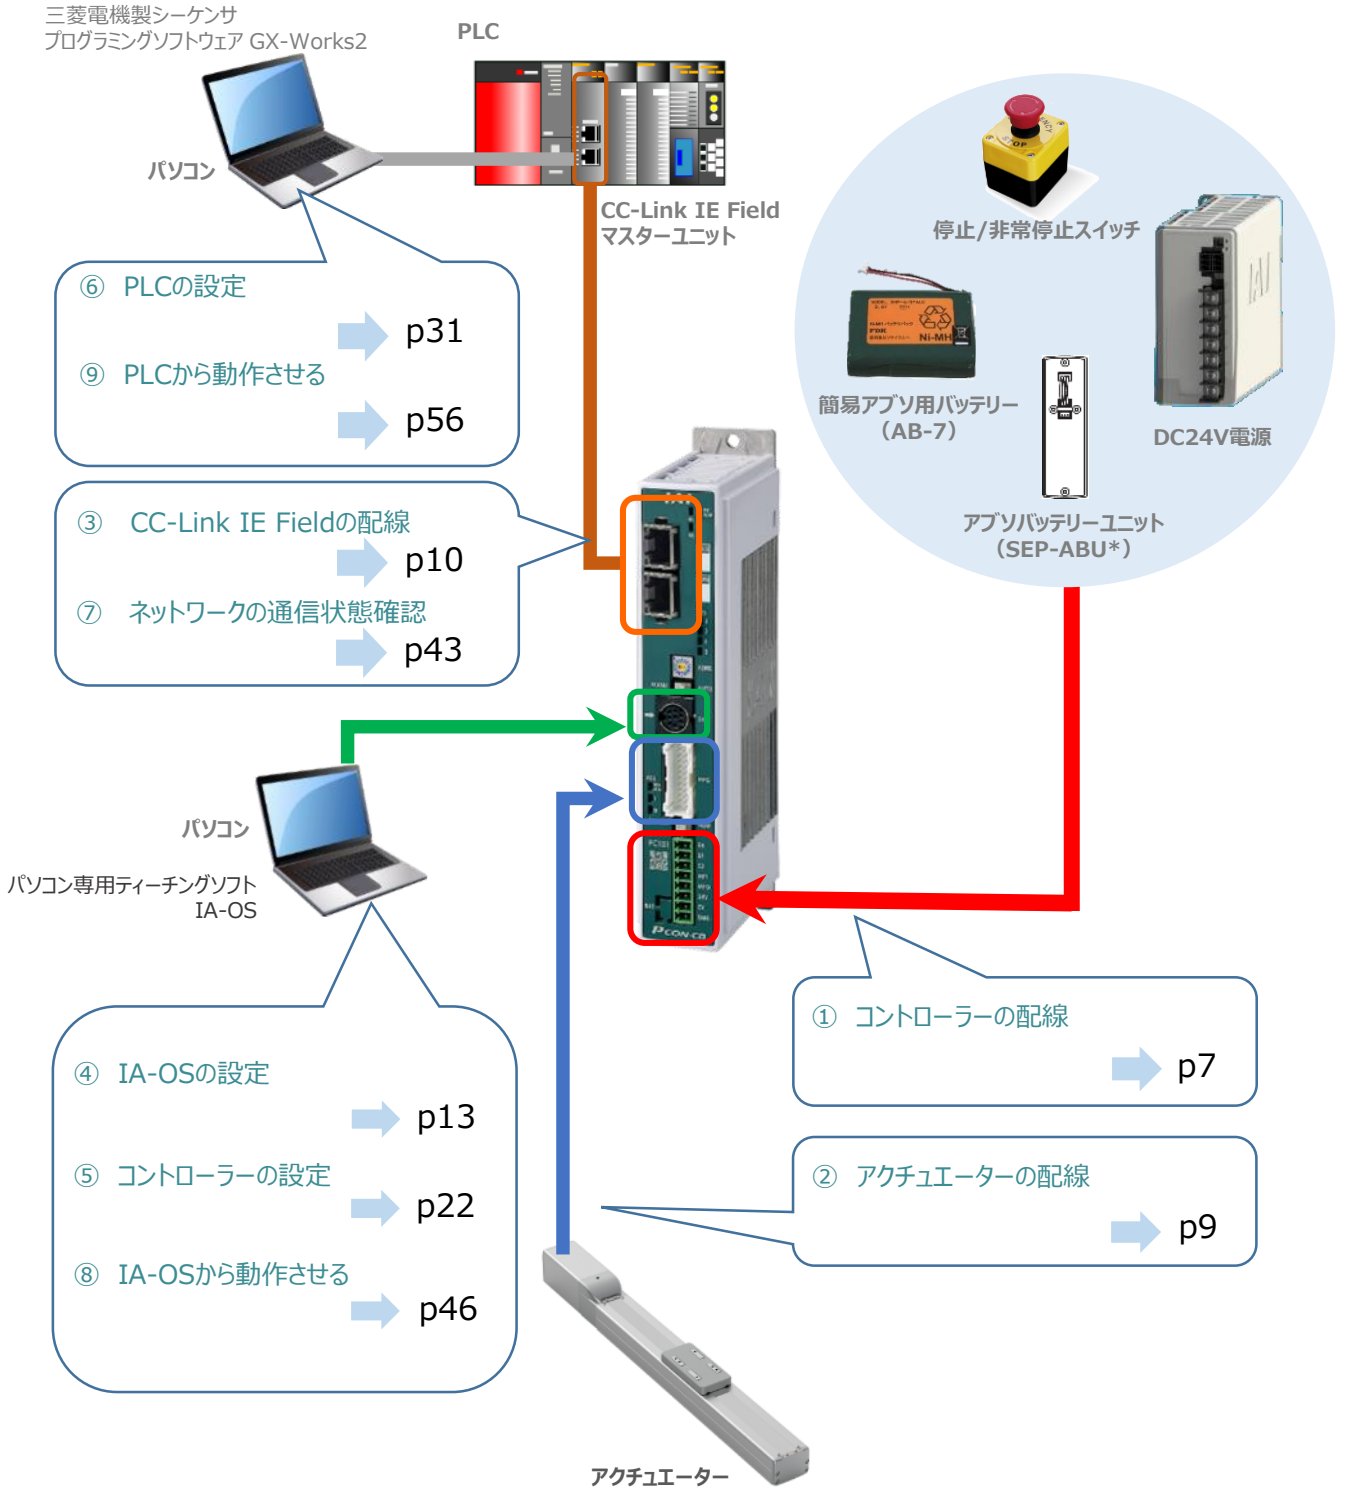 三菱電機製シーケンサ
プログラミングソフトウェア GX-Works2
PLC
パソコン
CC-Link IE Field
マスターユニット
停止/非常停止スイッチ
STOP
Ni-MH
簡易アブソ用バッテリー
（AB-7）
DC24V電源
アブソバッテリーユニット
（SEP-ABU*）
⑥ PLCの設定
p31
⑨ PLCから動作させる
p56
③ CC-Link IE Fieldの配線
p10
⑦ ネットワークの通信状態確認
p43
パソコン
パソコン専用ティーチングソフト
IA-OS
PCON-CB
① コントローラーの配線
p7
④ IA-OSの設定
p13
⑤ コントローラーの設定
p22
⑧ IA-OSから動作させる
p46
② アクチュエーターの配線
p9
アクチュエーター